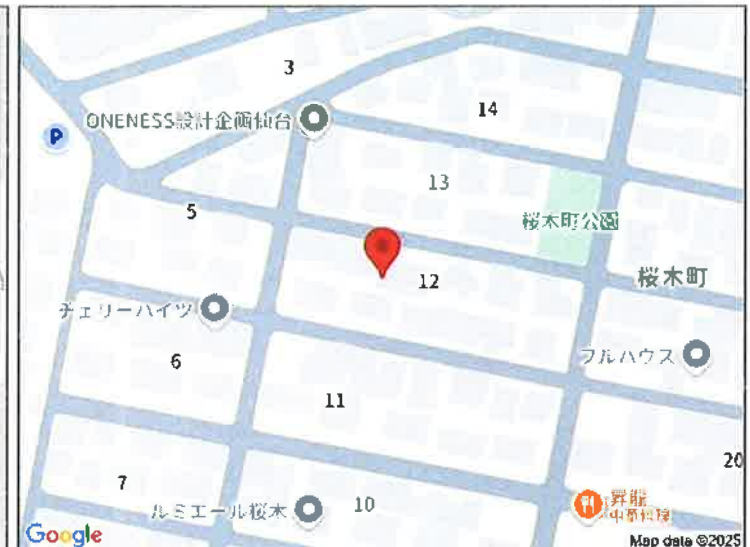 3
14
ONENESS設計企画仙台
P
13
5
桜木町公園
12
桜木町
チェリーハイツ
フルハウス
6
11
20
7
ルミエール桜木
10
昇龍
中華料理
Google
Map data ©2025